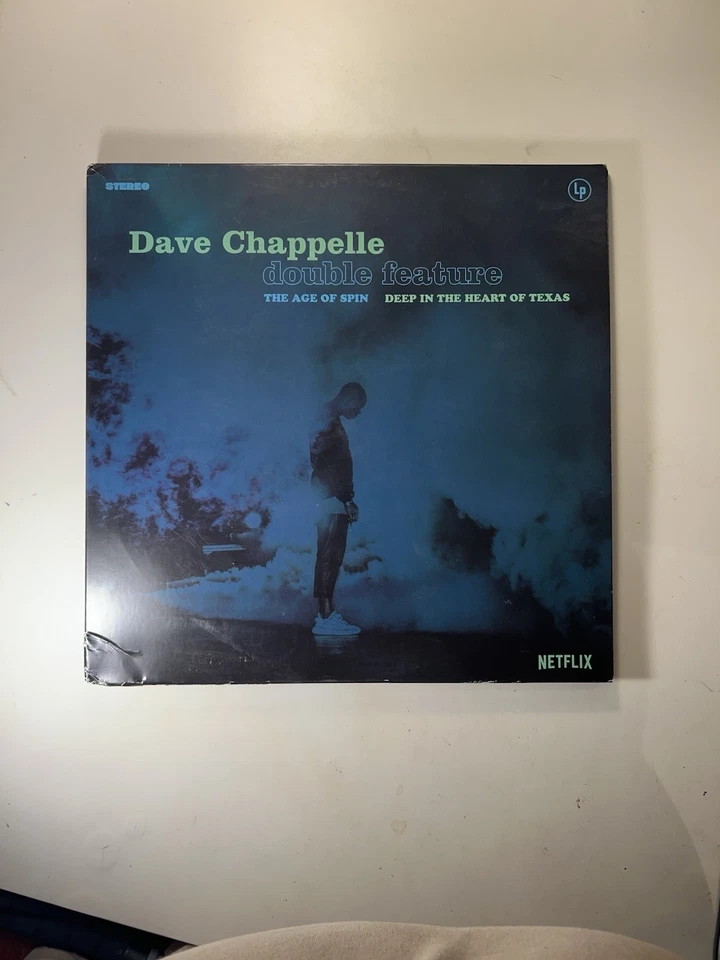 STEREO
Lp
Dave Chappelle
double feature
THE AGE OF SPIN DEEP IN THE HEART OF TEXAS
NETFLIX